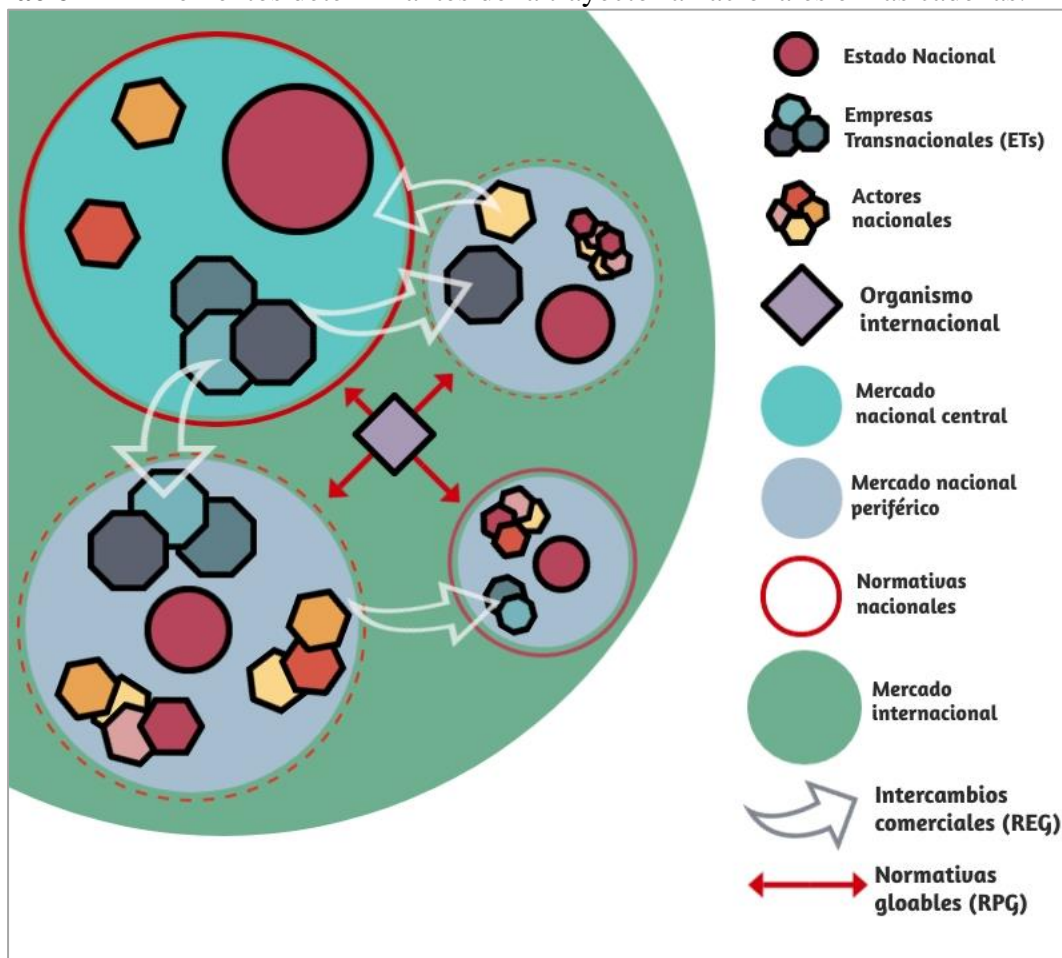 Estado Nacional
Empresas
Transnacionales (ETs)
Actores
nacionales
Organismo
internacional
Mercado
nacional central
Mercado nacional
periférico
Normativas
nacionales
Mercado
internacional
Intercambios
comerciales (REG)
Normativas
gloables (RPG)